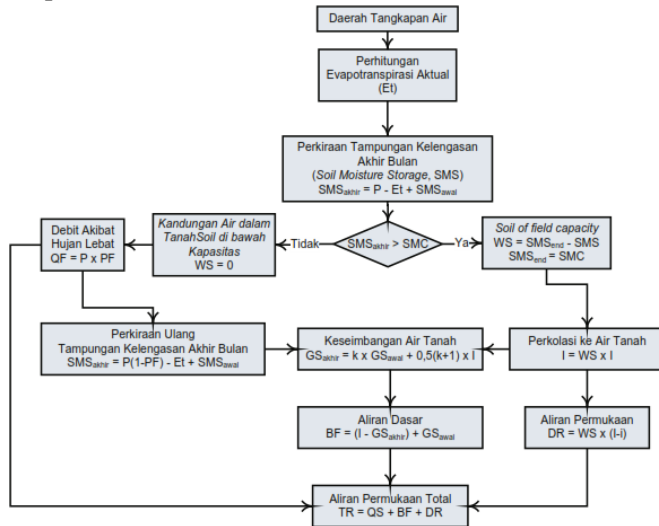 Daerah Tangkapan Air
Perhitungan
Evapotranspirasi Aktual
(Et)
Perkiraan Tampungan Kelengasan
Akhir Bulan
(Soil Moisture Storage, SMS)
SMSakhir = P - Et + SMSawal
Debit Akibat
Hujan Lebat
QF = P x PF
Kandungan Air dalam
TanahSoil di bawah
Kapasitas
WS = 0
Tidak
SMSakhir > SMC
Ya
Soil of field capacity
WS = SMSend - SMS
SMSend = SMC
Perkiraan Ulang
Tampungan Kelengasan Akhir Bulan
SMSakhir = P(1-PF) - Et + SMSawal
Keseimbangan Air Tanah
GSakhir = k x GSawal + 0,5(k+1) x I
Perkolasi ke Air Tanah
I = WS x I
Aliran Dasar
BF = (I - GSakhir) + GSawal
Aliran Permukaan
DR = WS x (I-i)
Aliran Permukaan Total
TR = QS + BF + DR